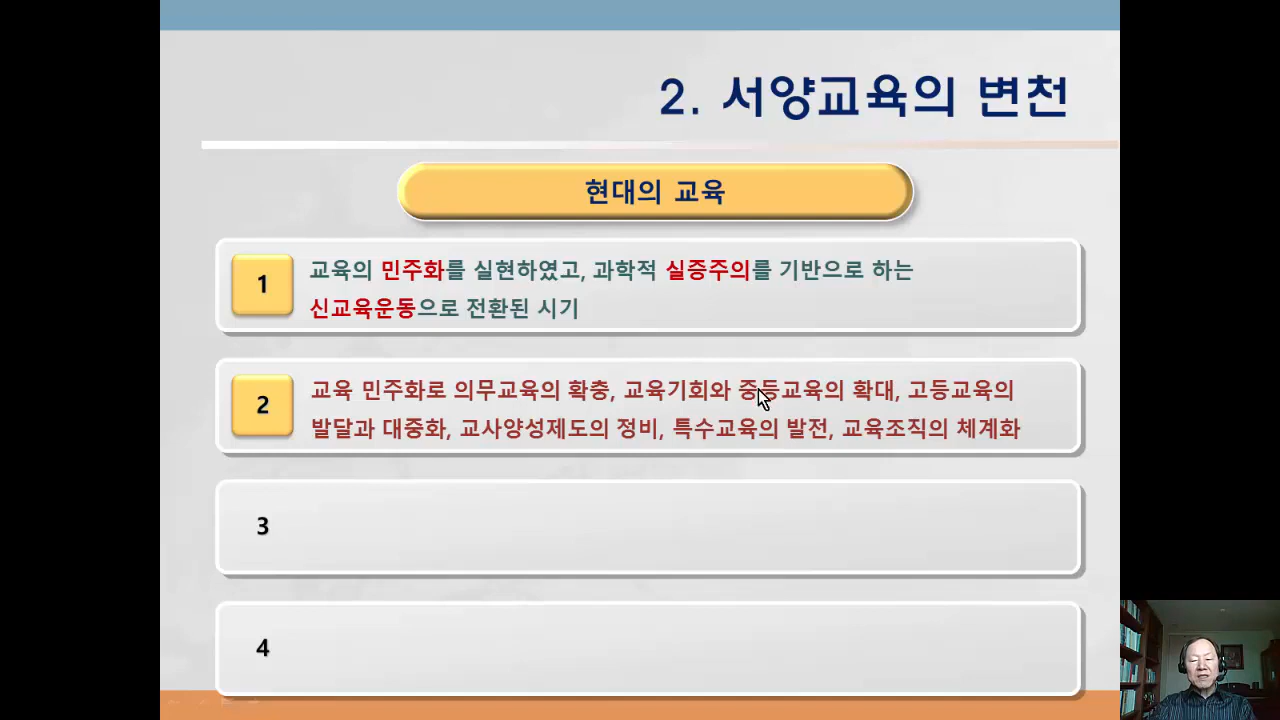 2. 서양교육의 변천
현대의 교육
1
교육의 민주화를 실현하였고, 과학적 실증주의를 기반으로 하는
신교육운동으로 전환된 시기
2
교육 민주화로 의무교육의 확충, 교육기회와 중등교육의 확대, 고등교육의
발달과 대중화, 교사양성제도의 정비, 특수교육의 발전, 교육조직의 체계화
3
4